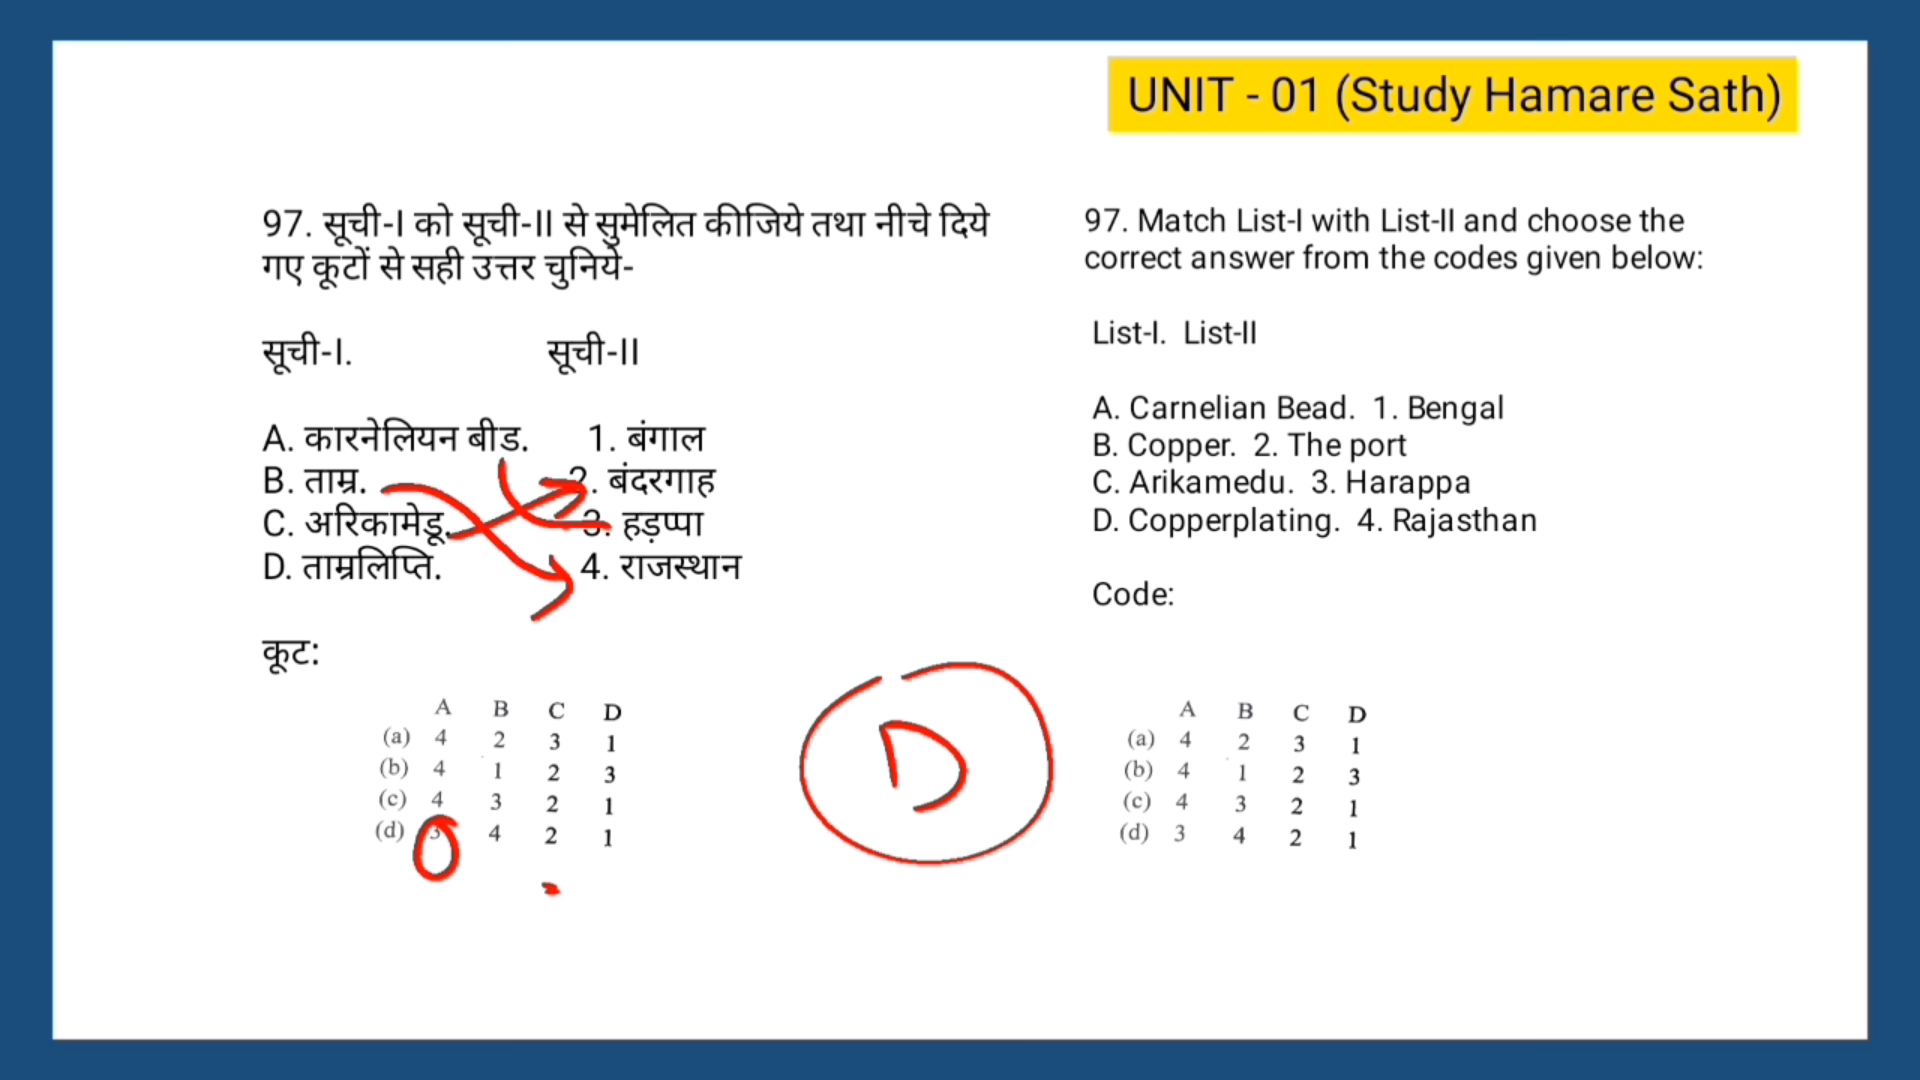 UNIT - 01 (Study Hamare Sath)
97. सूची-I को सूची-II से सुमेलित कीजिये तथा नीचे दिये
गए कूटों से सही उत्तर चुनिये-
सूची-I. सूची-II
A. कारनेलियन बीड. 1. बंगाल
B. ताम्र. 2. बंदरगाह
C. अरिकामेडू. 3. हड़प्पा
D. ताम्रलिप्ति. 4. राजस्थान
कूट:
A B C D
(a) 4 2 3 1
(b) 4 1 2 3
(c) 4 3 2 1
(d) 3 4 2 1
D
97. Match List-I with List-II and choose the
correct answer from the codes given below:
List-I. List-II
A. Carnelian Bead. 1. Bengal
B. Copper. 2. The port
C. Arikamedu. 3. Harappa
D. Copperplating. 4. Rajasthan
Code:
A B C D
(a) 4 2 3 1
(b) 4 1 2 3
(c) 4 3 2 1
(d) 3 4 2 1